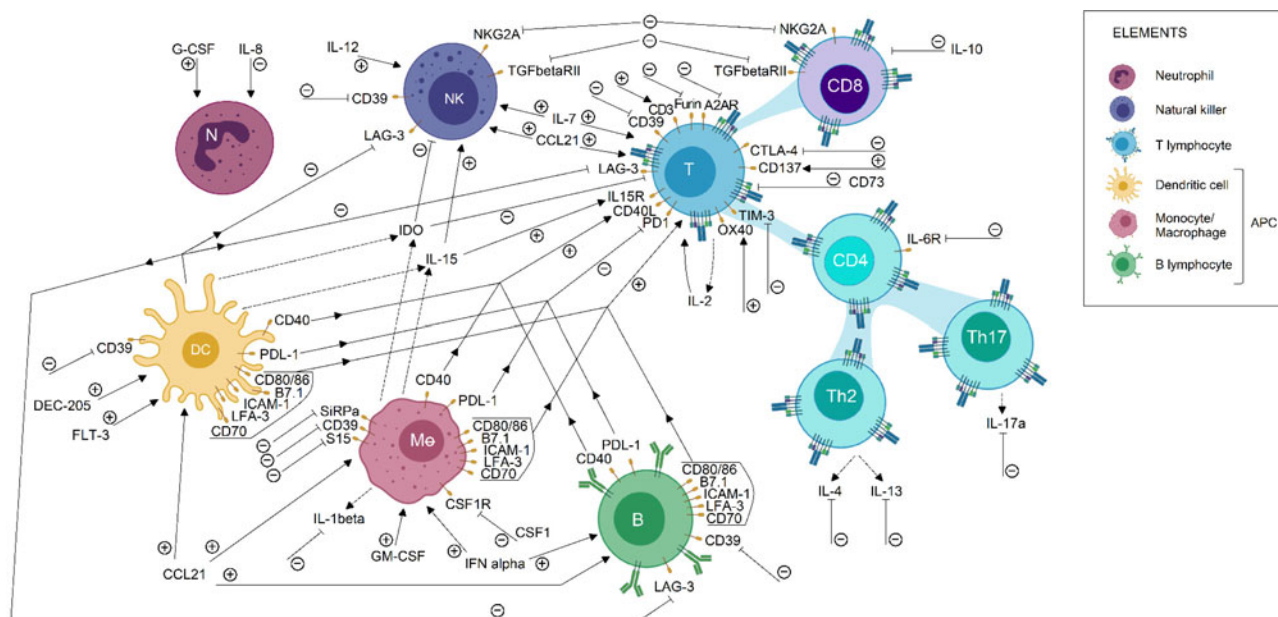 NKG2A
NKG2A
G-CSF
IL-8
IL-12
TGFbetaRII
TGFbetaRII
IL-10
CD8
N
NK
CD39
CD3
Furin
A2AR
CD39
IL-7
CCL21
LAG-3
LAG-3
T
CTLA-4
CD137
CD73
IL15R
CD40L
PD1
TIM-3
OX40
IDO
IL-15
IL-2
CD4
IL-6R
Th17
Th2
IL-17a
IL-4
IL-13
DC
CD40
CD39
PDL-1
CD80/86
B7.1
ICAM-1
LFA-3
CD70
DEC-205
FLT-3
CD40
PDL-1
SiRPa
CD39
S15
Mɵ
CD80/86
B7.1
ICAM-1
LFA-3
CD70
CSF1R
CSF1
IL-1beta
GM-CSF
IFN alpha
CCL21
PDL-1
CD40
CD80/86
B7.1
ICAM-1
LFA-3
CD70
B
CD39
LAG-3
ELEMENTS
Neutrophil
Natural killer
T lymphocyte
Dendritic cell
Monocyte/
Macrophage
APC
B lymphocyte